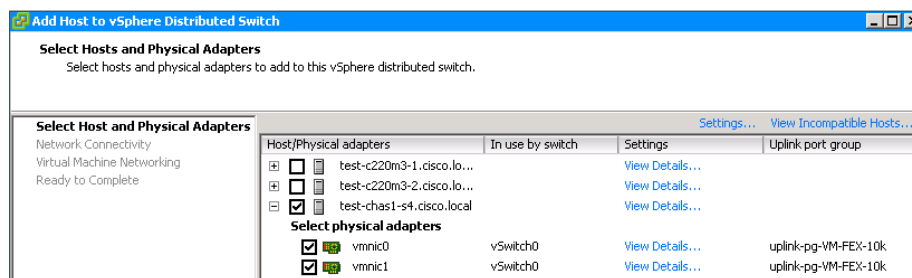 Add Host to vSphere Distributed Switch
Select Hosts and Physical Adapters
Select hosts and physical adapters to add to this vSphere distributed switch.
Settings... View Incompatible Hosts...
Select Host and Physical Adapters
Network Connectivity
Virtual Machine Networking
Ready to Complete
Host/Physical adapters In use by switch Settings Uplink port group
test-c220m3-1.cisco.lo... View Details...
test-c220m3-2.cisco.lo... View Details...
test-chas1-s4.cisco.local View Details...
Select physical adapters
vmnic0 vSwitch0 View Details... uplink-pg-VM-FEX-10k
vmnic1 vSwitch0 View Details... uplink-pg-VM-FEX-10k